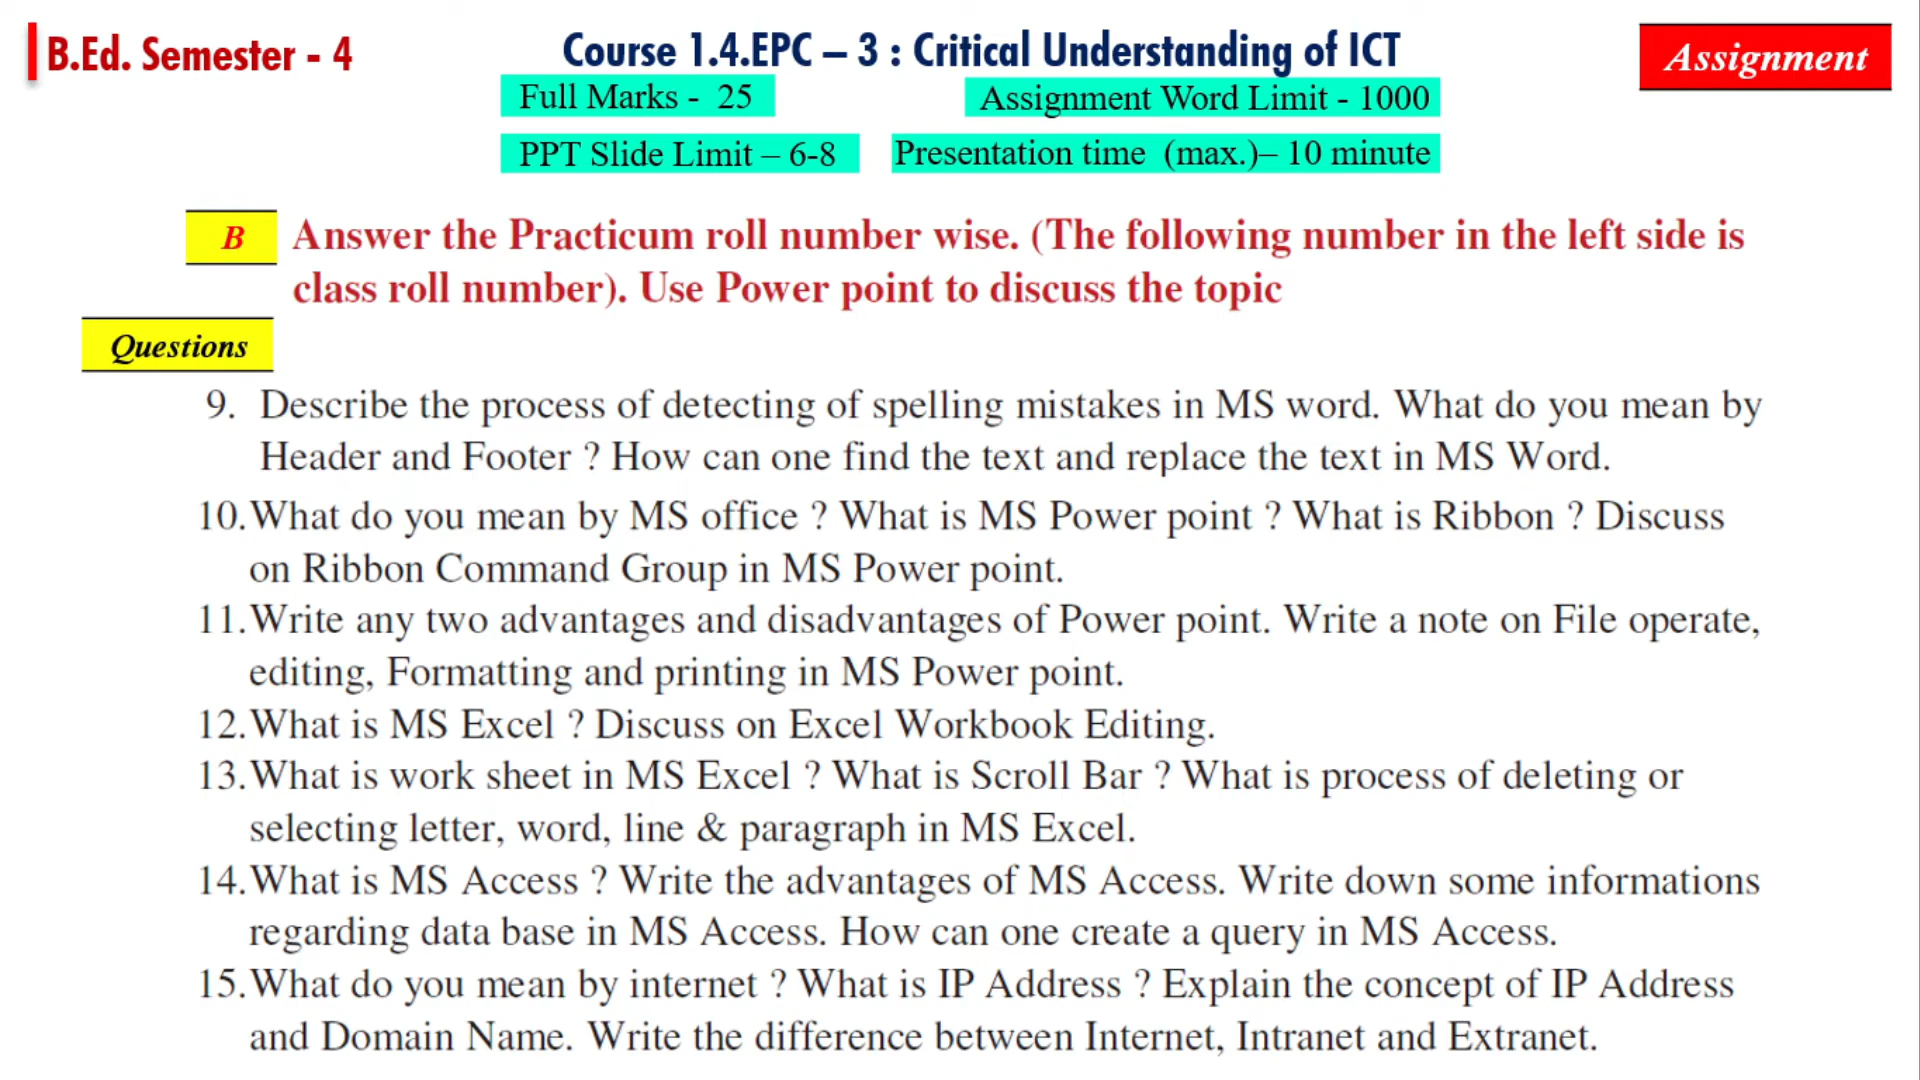 B.Ed. Semester - 4
Course 1.4.EPC – 3 : Critical Understanding of ICT
Assignment
Full Marks - 25
Assignment Word Limit - 1000
PPT Slide Limit – 6-8
Presentation time (max.)– 10 minute
B
Answer the Practicum roll number wise. (The following number in the left side is
class roll number). Use Power point to discuss the topic
Questions
9. Describe the process of detecting of spelling mistakes in MS word. What do you mean by
Header and Footer ? How can one find the text and replace the text in MS Word.
10.What do you mean by MS office ? What is MS Power point ? What is Ribbon ? Discuss
on Ribbon Command Group in MS Power point.
11.Write any two advantages and disadvantages of Power point. Write a note on File operate,
editing, Formatting and printing in MS Power point.
12.What is MS Excel ? Discuss on Excel Workbook Editing.
13.What is work sheet in MS Excel ? What is Scroll Bar ? What is process of deleting or
selecting letter, word, line & paragraph in MS Excel.
14.What is MS Access ? Write the advantages of MS Access. Write down some informations
regarding data base in MS Access. How can one create a query in MS Access.
15.What do you mean by internet ? What is IP Address ? Explain the concept of IP Address
and Domain Name. Write the difference between Internet, Intranet and Extranet.